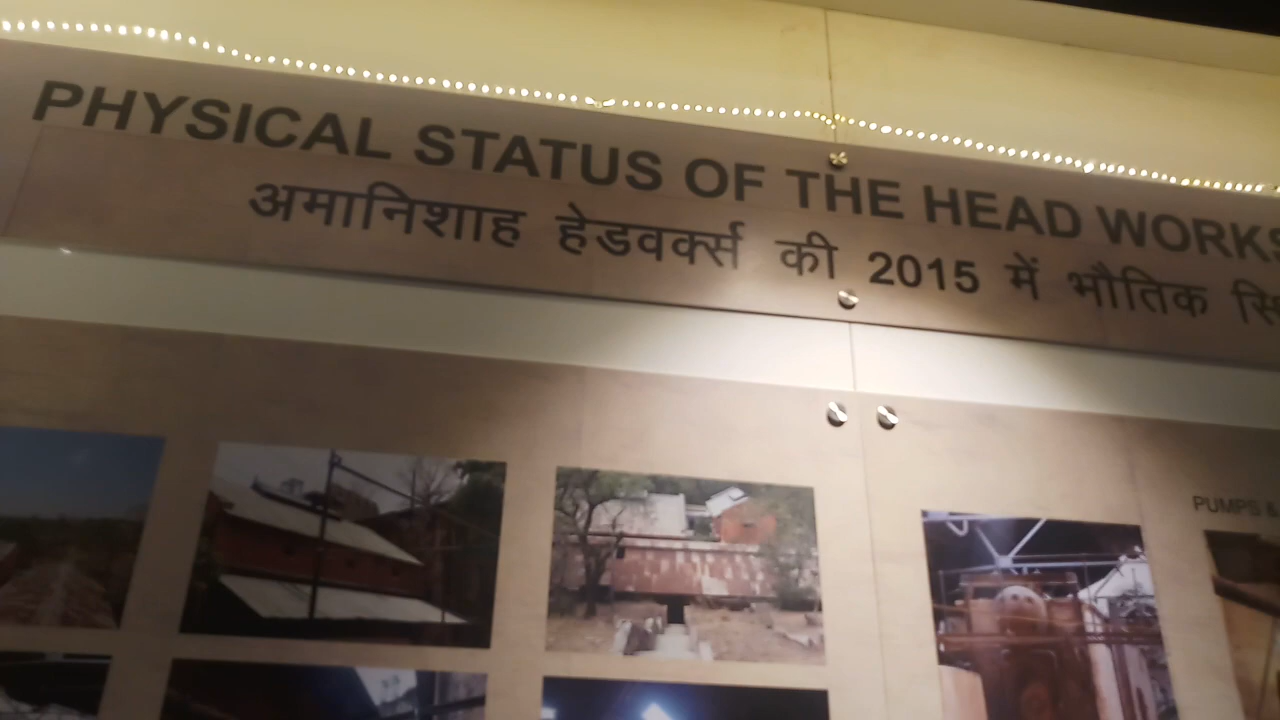 PHYSICAL STATUS OF THE HEAD WORKS
अमानिशाह हेडवर्क्स की 2015 में भौतिक
PUMPS &